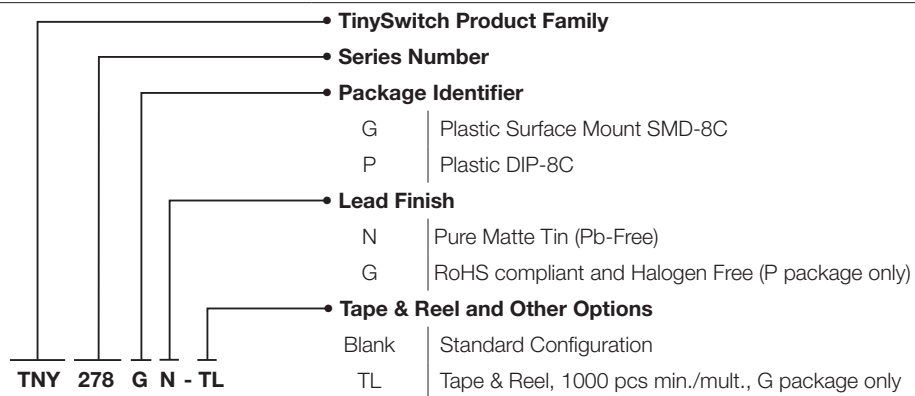 TinySwitch Product Family
Series Number
Package Identifier
G Plastic Surface Mount SMD-8C
P Plastic DIP-8C
Lead Finish
N Pure Matte Tin (Pb-Free)
G RoHS compliant and Halogen Free (P package only)
Tape & Reel and Other Options
Blank Standard Configuration
TL Tape & Reel, 1000 pcs min./mult., G package only
TNY 278 G N - TL